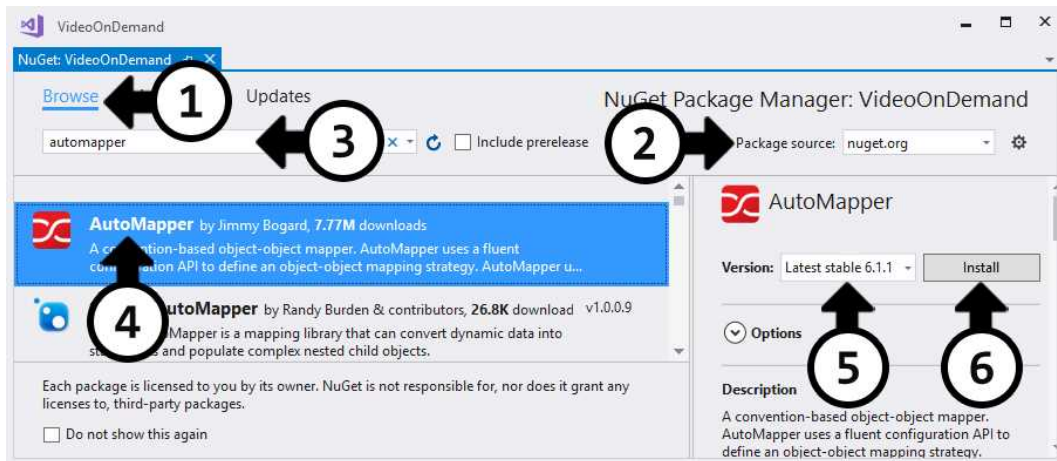 VideoOnDemand
NuGet: VideoOnDemand
Browse
Updates
NuGet Package Manager: VideoOnDemand
1
automapper
3
Include prerelease
2
Package source: nuget.org
AutoMapper by Jimmy Bogard, 7.77M downloads
A convention-based object-object mapper. AutoMapper uses a fluent
configuration API to define an object-object mapping strategy. AutoMapper u...
4
AutoMapper by Randy Burden & contributors, 26.8K download v1.0.0.9
Mapper is a mapping library that can convert dynamic data into
and populate complex nested child objects.
Each package is licensed to you by its owner. NuGet is not responsible for, nor does it grant any
licenses to, third-party packages.
Do not show this again
AutoMapper
Version: Latest stable 6.1.1 Install
Options
5
6
Description
A convention-based object-object mapper.
AutoMapper uses a fluent configuration API to
define an object-object mapping strategy.